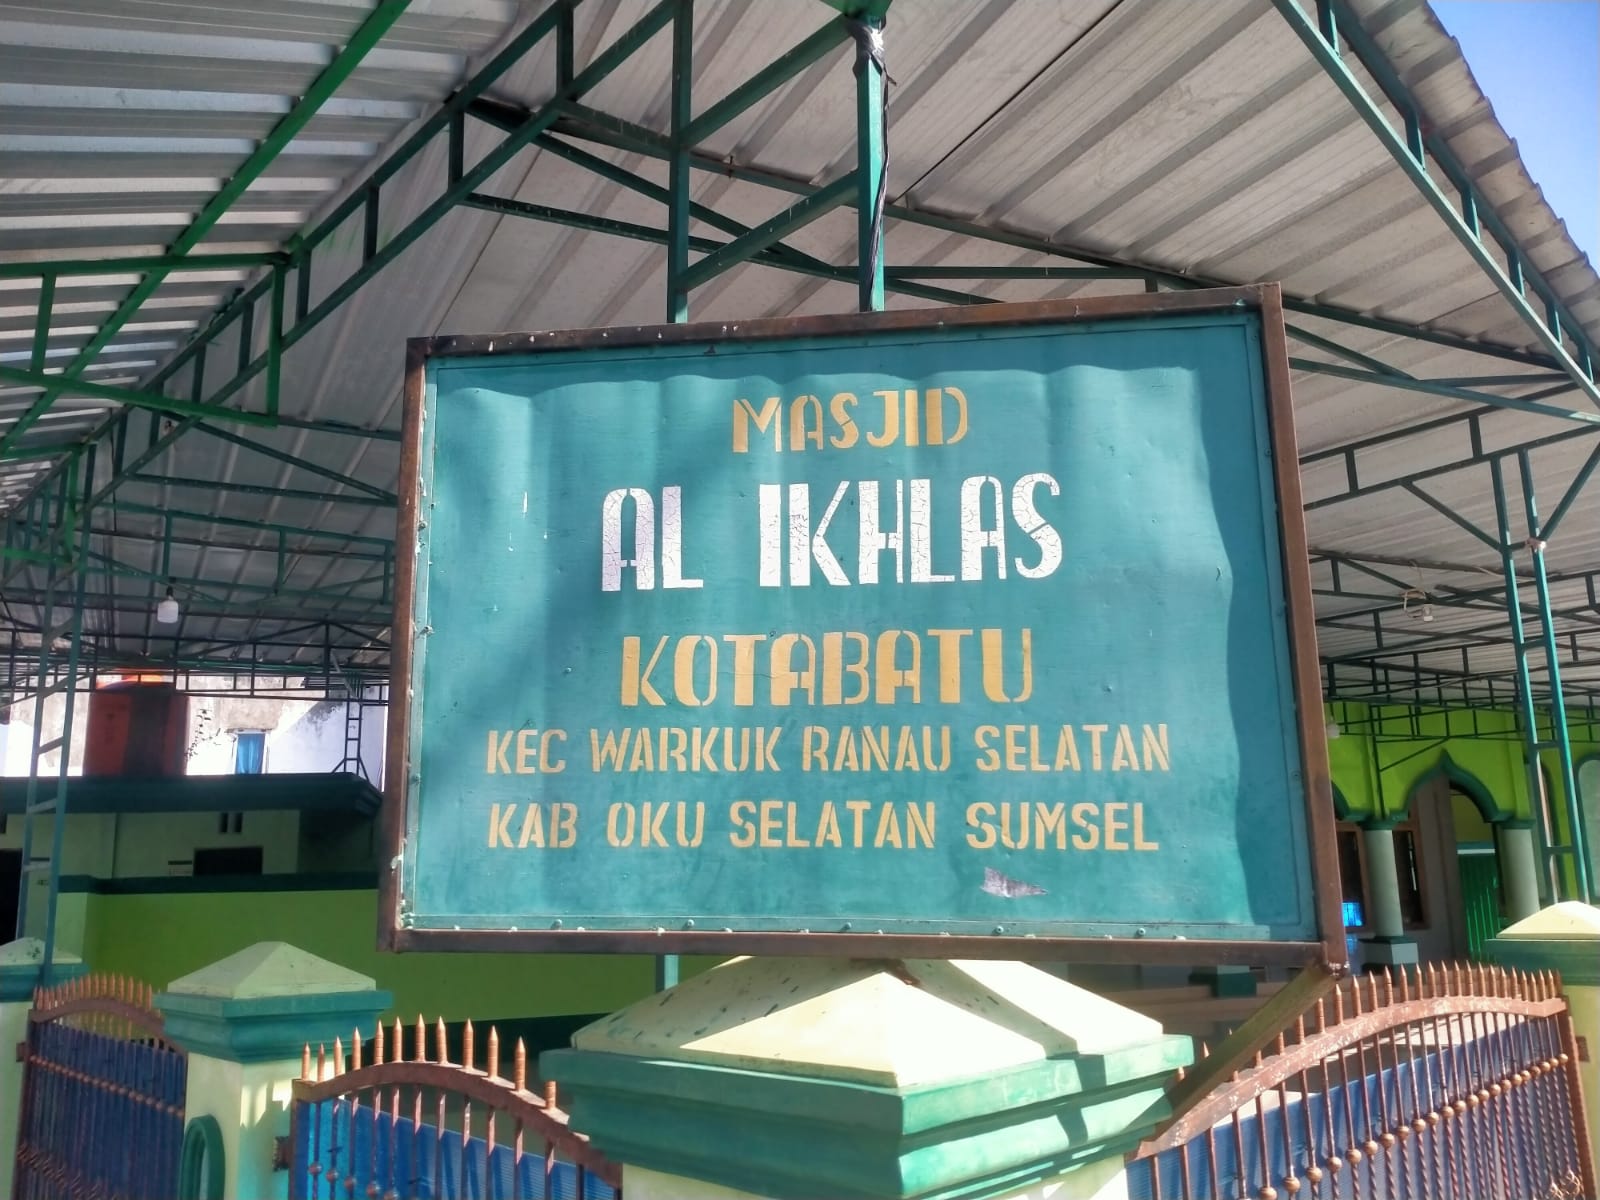 MASJID
AL IKHLAS
KOTABATU
KEC WARKUK RANAU SELATAN
KAB OKU SELATAN SUMSEL